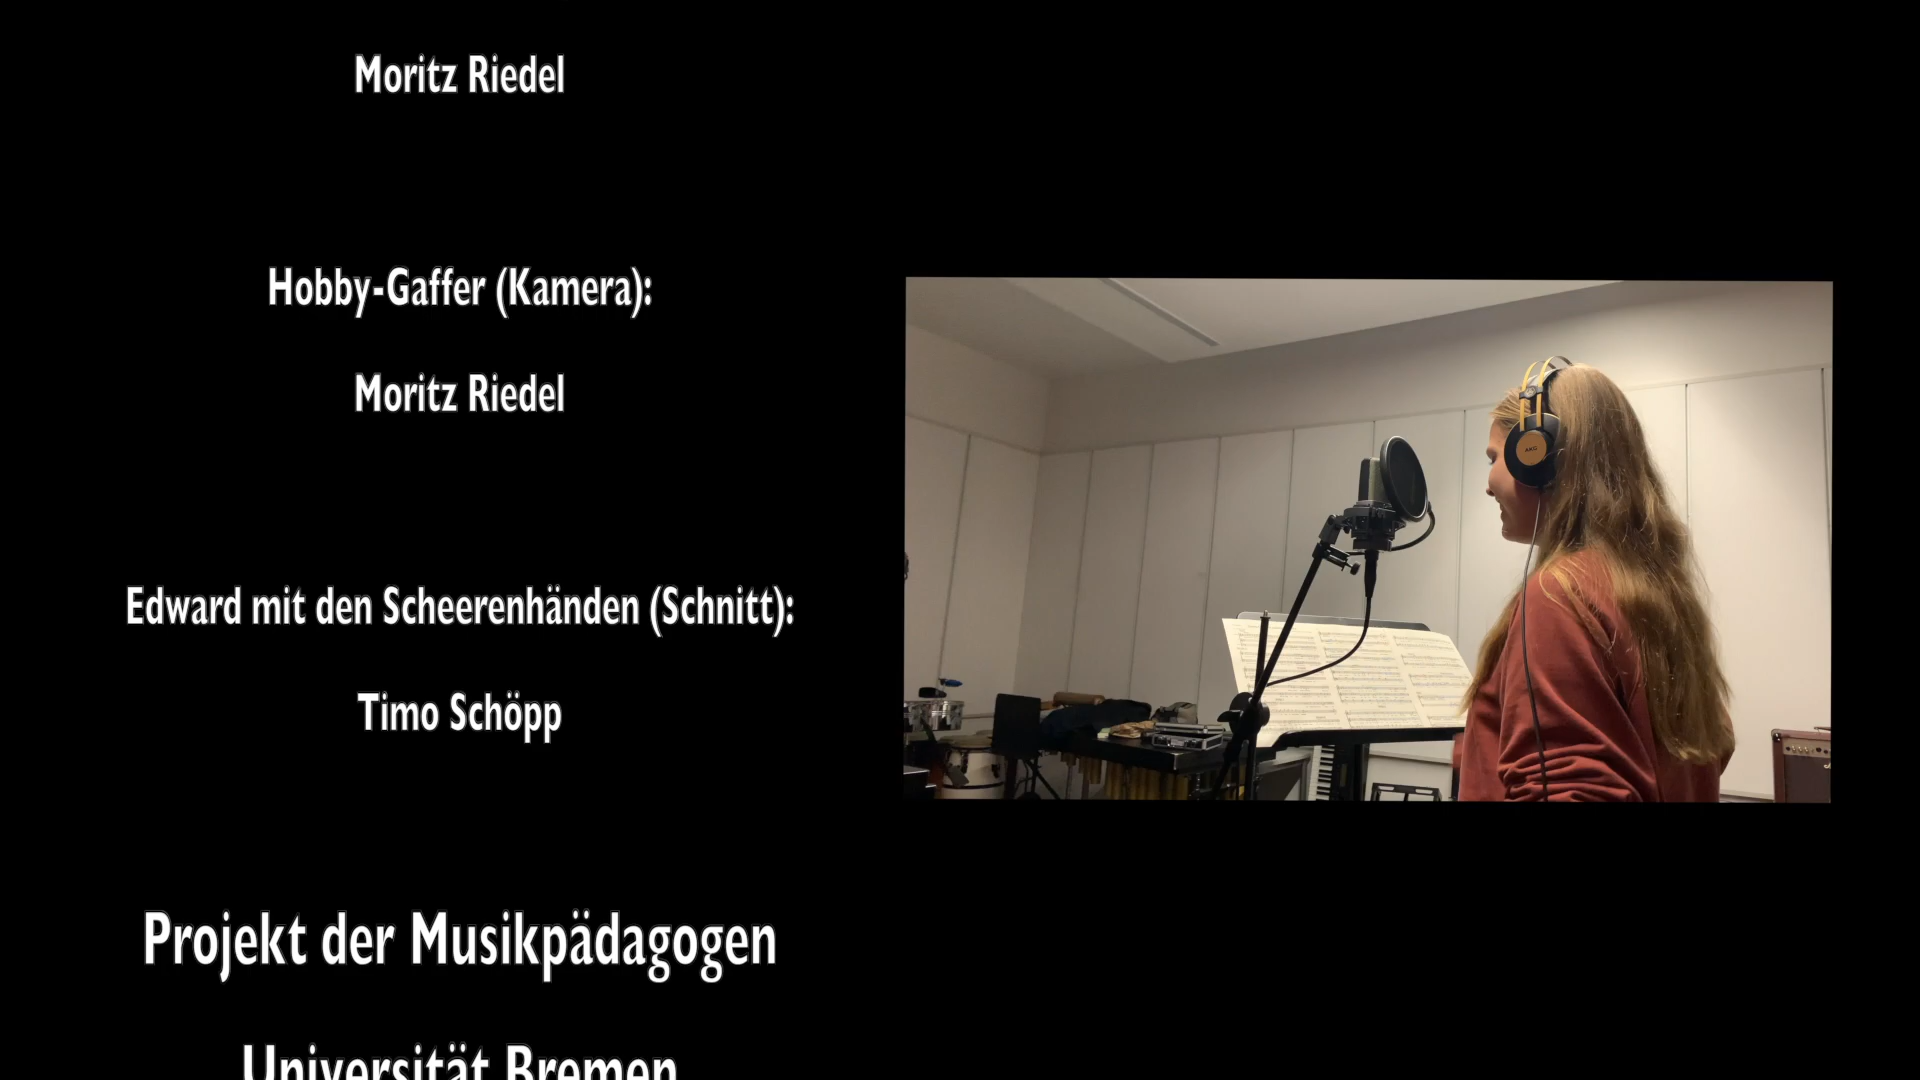 Moritz Riedel
Hobby-Gaffer (Kamera):
Moritz Riedel
Edward mit den Scheerenhänden (Schnitt):
Timo Schöpp
Projekt der Musikpädagogen
Universität Bremen
AKG